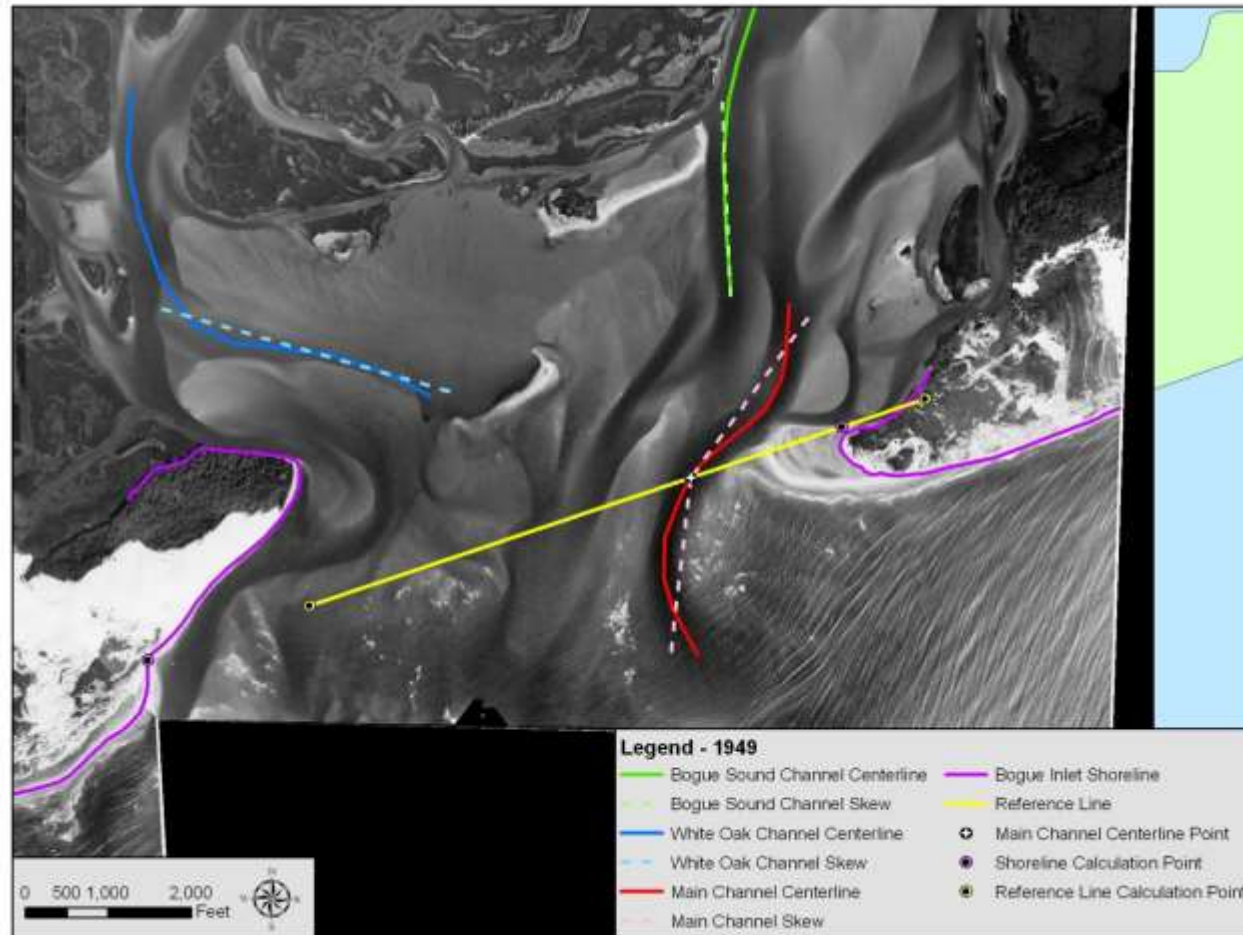 Legend - 1949
Bogue Sound Channel Centerline
Bogue Sound Channel Skew
White Oak Channel Centerline
White Oak Channel Skew
Main Channel Centerline
Main Channel Skew
Bogue Inlet Shoreline
Reference Line
Main Channel Centerline Point
Shoreline Calculation Point
Reference Line Calculation Point
0 500 1,000 2,000
Feet
N
S